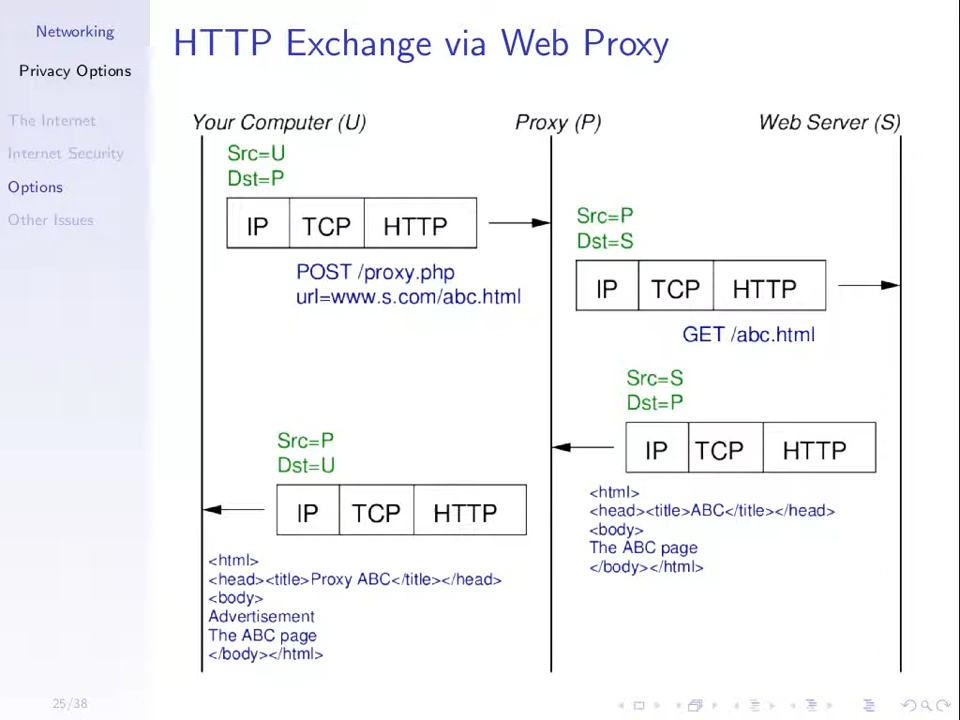 Networking
Privacy Options
The Internet
Internet Security
Options
Other Issues
HTTP Exchange via Web Proxy
Your Computer (U)
Proxy (P)
Web Server (S)
Src=U
Dst=P
IP TCP HTTP
POST /proxy.php
url=www.s.com/abc.html
Src=P
Dst=S
IP TCP HTTP
GET /abc.html
Src=S
Dst=P
IP TCP HTTP
<html>
<head><title>ABC</title></head>
<body>
The ABC page
</body></html>
Src=P
Dst=U
IP TCP HTTP
<html>
<head><title>Proxy ABC</title></head>
<body>
Advertisement
The ABC page
</body></html>
25/38